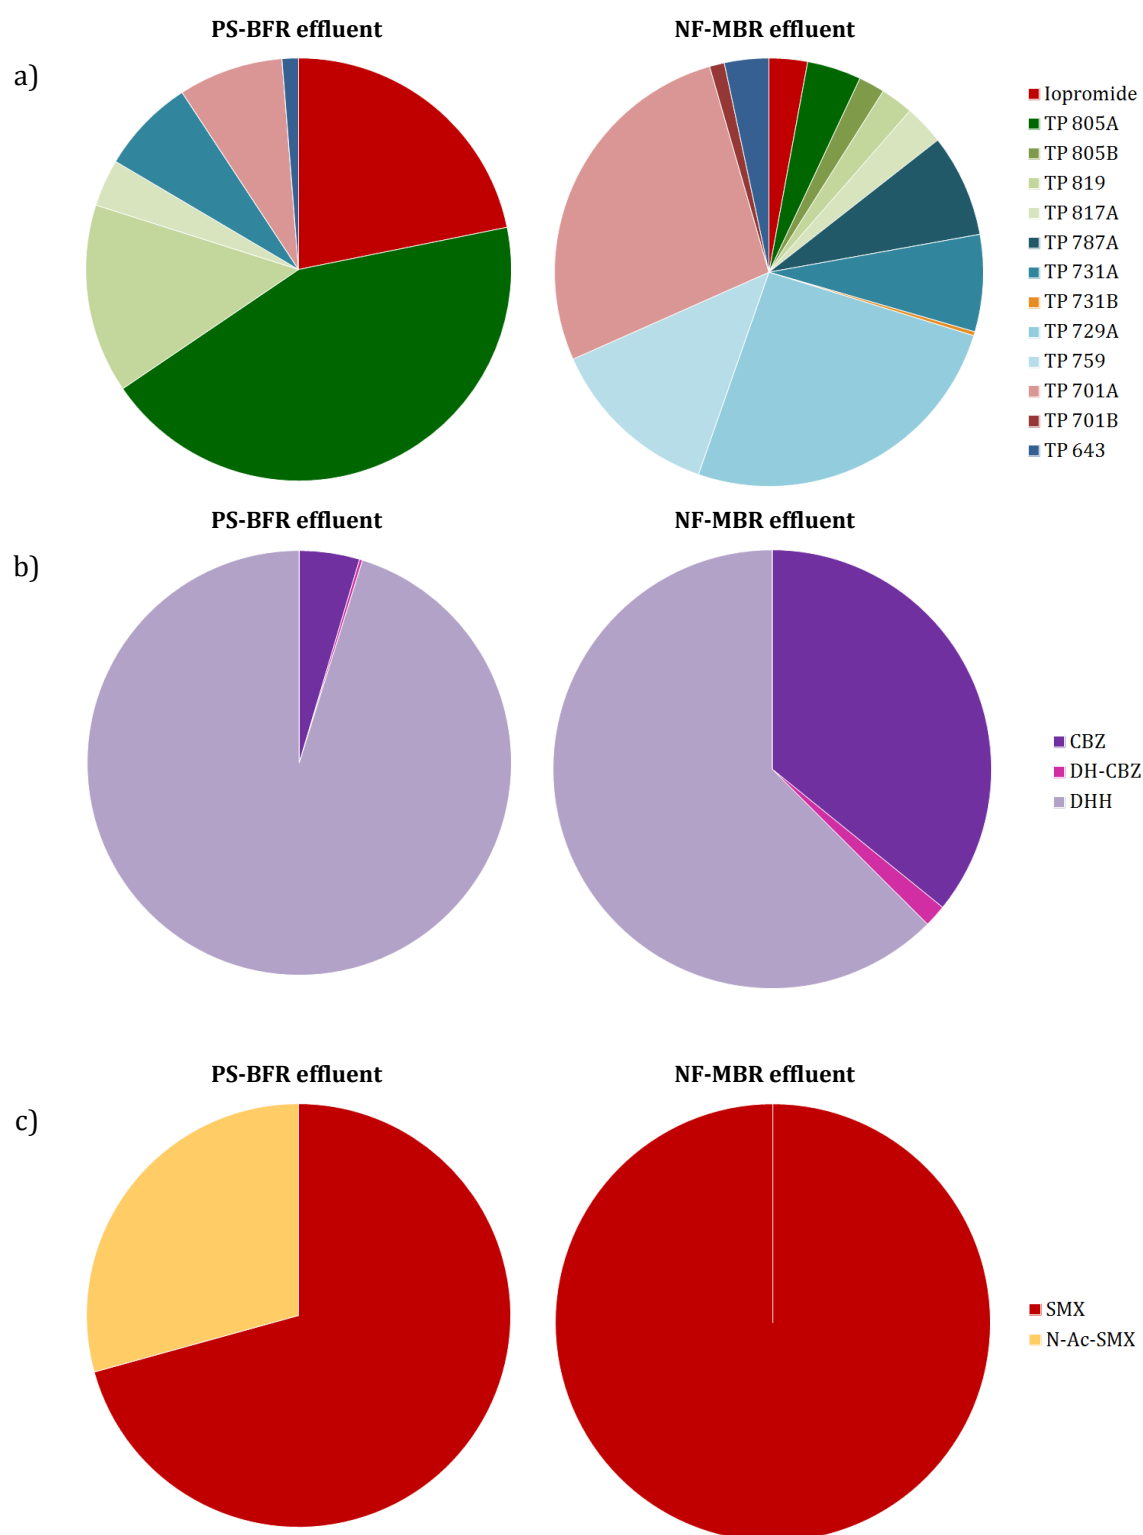 PS-BFR effluent
NF-MBR effluent
a)
Iopromide
TP 805A
TP 805B
TP 819
TP 817A
TP 787A
TP 731A
TP 731B
TP 729A
TP 759
TP 701A
TP 701B
TP 643
PS-BFR effluent
NF-MBR effluent
b)
CBZ
DH-CBZ
DHH
PS-BFR effluent
NF-MBR effluent
c)
SMX
N-Ac-SMX